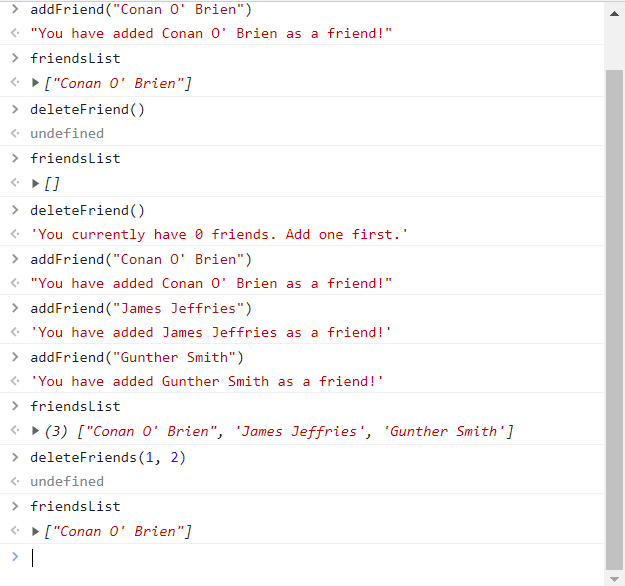 addFriend("Conan O' Brien")
"You have added Conan O' Brien as a friend!"
friendsList
["Conan O' Brien"]
deleteFriend()
undefined
friendsList
[]
deleteFriend()
'You currently have 0 friends. Add one first.'
addFriend("Conan O' Brien")
"You have added Conan O' Brien as a friend!"
addFriend("James Jeffries")
'You have added James Jeffries as a friend!'
addFriend("Gunther Smith")
'You have added Gunther Smith as a friend!'
friendsList
(3) ["Conan O' Brien", 'James Jeffries', 'Gunther Smith']
deleteFriends(1, 2)
undefined
friendsList
["Conan O' Brien"]